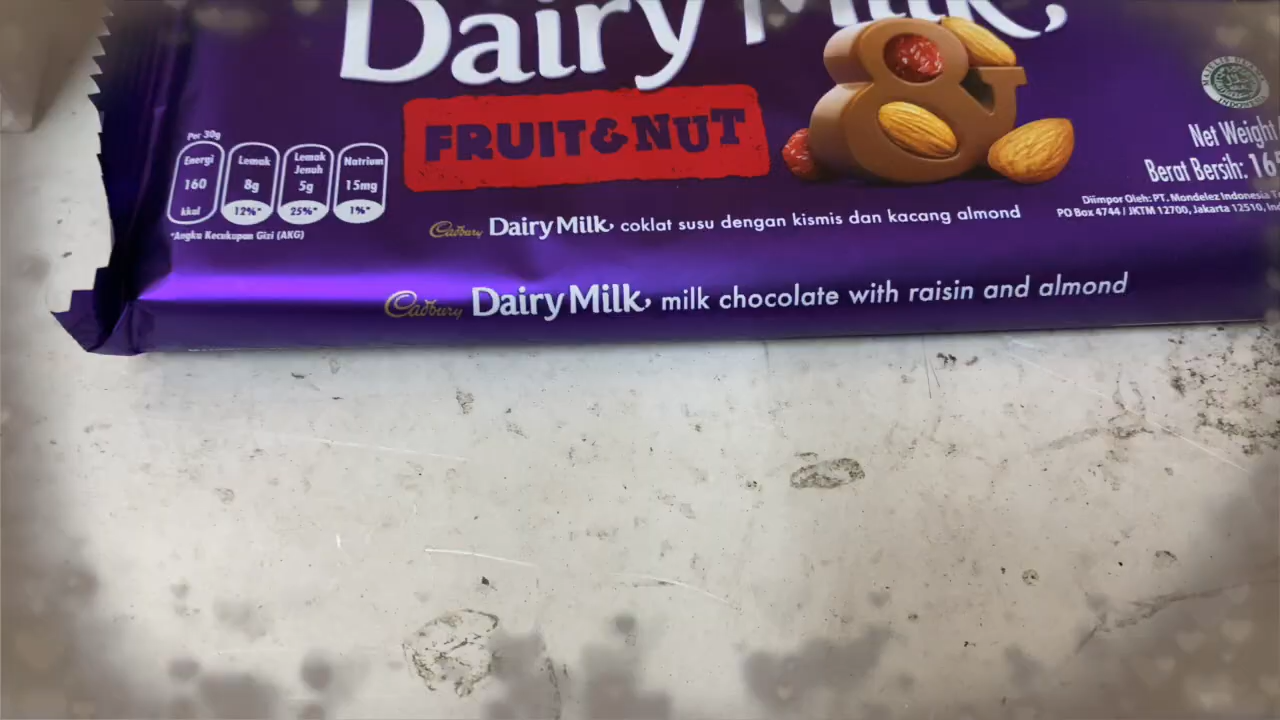 Dairy Milk
FRUIT&NUT
Per 30g
Energi
160
kkal
Lemak
8g
12%*
Lemak
Jenuh
5g
25%*
Natrium
15mg
1%*
*Angka Kecukupan Gizi (AKG)
Cadbury Dairy Milk, coklat susu dengan kismis dan kacang almond
Cadbury Dairy Milk, milk chocolate with raisin and almond
Net Weight
Berat Bersih: 16
Diimpor Oleh: PT. Mondelez Indonesia
PO Box 4744 / JKTM 12700, Jakarta 12510,